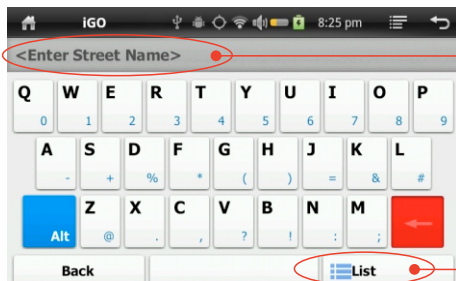 iGO 8:25 pm
<Enter Street Name>
Q W E R T Y U I O P
0 1 2 3 4 5 6 7 8 9
A S D F G H J K L
- + % * ( ) = & #
Z X C V B N M
Alt @ . , ? ! : ;
Back List